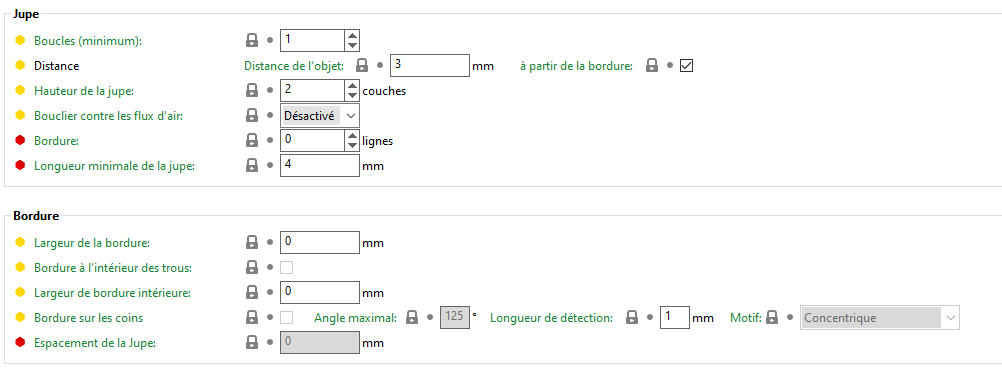 Jupe
Boucles (minimum): 1
Distance Distance de l'objet: 3 mm à partir de la bordure:
Hauteur de la jupe: 2 couches
Bouclier contre les flux d'air: Désactivé
Bordure: 0 lignes
Longueur minimale de la jupe: 4 mm
Bordure
Largeur de la bordure: 0 mm
Bordure à l'intérieur des trous:
Largeur de bordure intérieure: 0 mm
Bordure sur les coins Angle maximal: 125 ° Longueur de détection: 1 mm Motif: Concentrique
Espacement de la Jupe: 0 mm